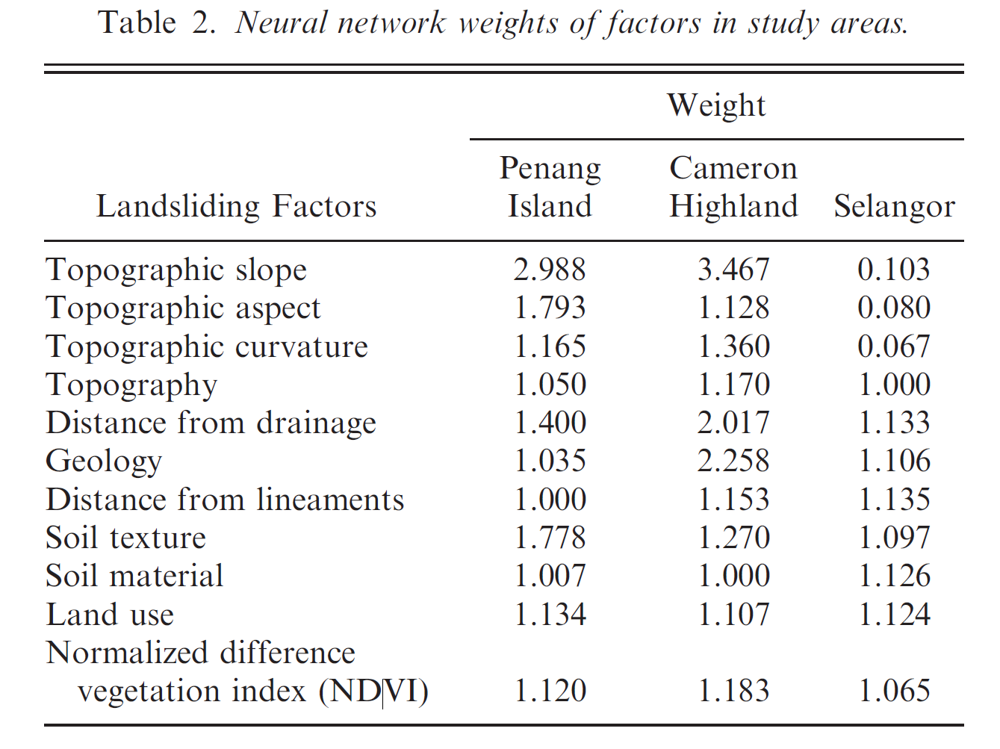 Table 2. Neural network weights of factors in study areas.
Weight
Penang Cameron
Landsliding Factors Island Highland Selangor
Topographic slope 2.988 3.467 0.103
Topographic aspect 1.793 1.128 0.080
Topographic curvature 1.165 1.360 0.067
Topography 1.050 1.170 1.000
Distance from drainage 1.400 2.017 1.133
Geology 1.035 2.258 1.106
Distance from lineaments 1.000 1.153 1.135
Soil texture 1.778 1.270 1.097
Soil material 1.007 1.000 1.126
Land use 1.134 1.107 1.124
Normalized difference
vegetation index (NDVI) 1.120 1.183 1.065